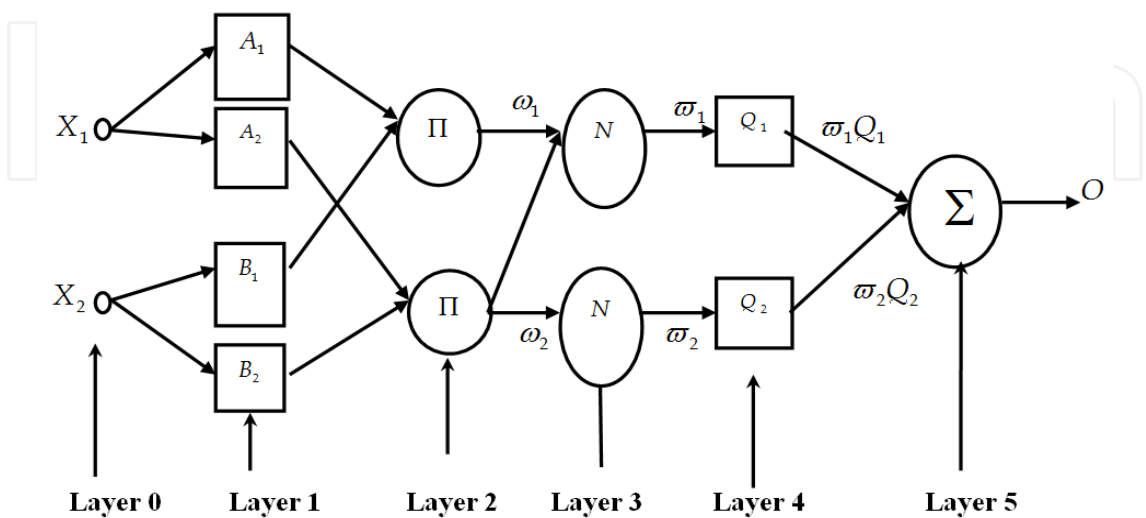 X₁
X₂
A₁
A₂
B₁
B₂
Π
Π
ω₁
ω₂
N
N
ϖ₁
ϖ₂
Q₁
Q₂
ϖ₁Q₁
ϖ₂Q₂
Σ
O
Layer 0 Layer 1 Layer 2 Layer 3 Layer 4 Layer 5